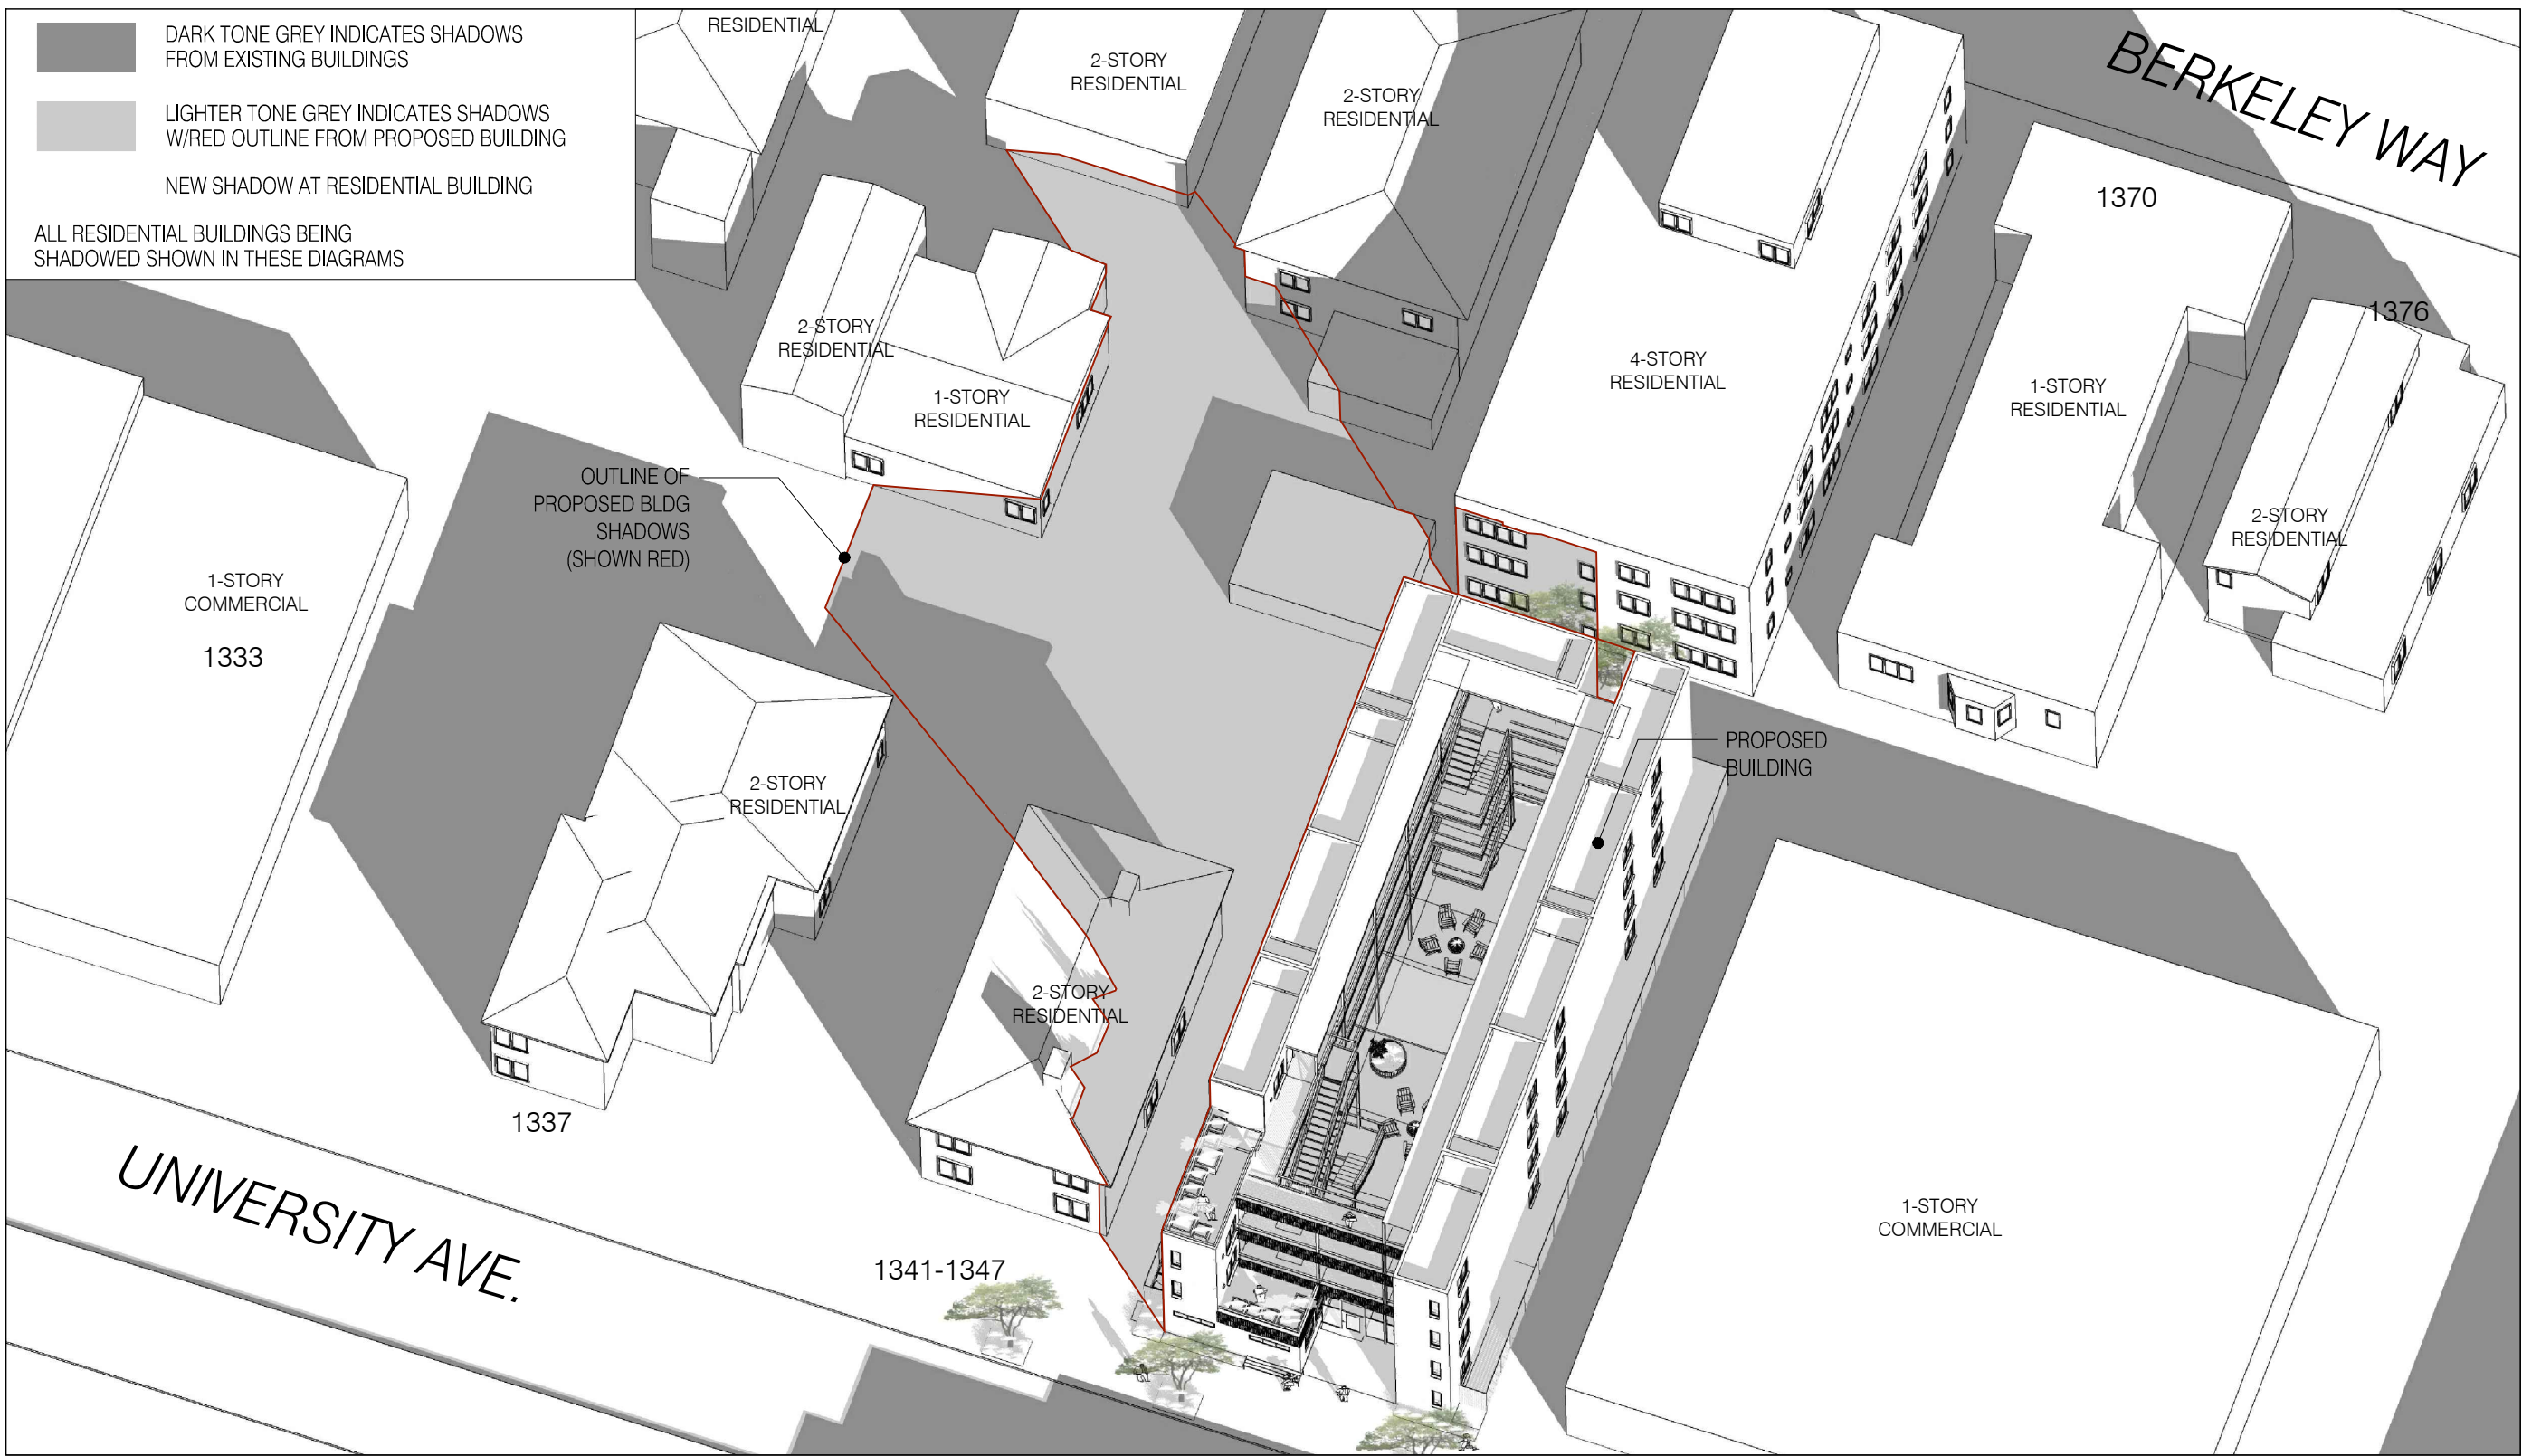 DARK TONE GREY INDICATES SHADOWS
FROM EXISTING BUILDINGS
LIGHTER TONE GREY INDICATES SHADOWS
W/RED OUTLINE FROM PROPOSED BUILDING
NEW SHADOW AT RESIDENTIAL BUILDING
ALL RESIDENTIAL BUILDINGS BEING
SHADOWED SHOWN IN THESE DIAGRAMS
RESIDENTIAL
2-STORY
RESIDENTIAL
2-STORY
RESIDENTIAL
BERKELEY WAY
1370
1376
2-STORY
RESIDENTIAL
1-STORY
RESIDENTIAL
4-STORY
RESIDENTIAL
1-STORY
RESIDENTIAL
2-STORY
RESIDENTIAL
OUTLINE OF
PROPOSED BLDG
SHADOWS
(SHOWN RED)
1-STORY
COMMERCIAL
1333
2-STORY
RESIDENTIAL
PROPOSED
BUILDING
2-STORY
RESIDENTIAL
1337
UNIVERSITY AVE.
1341-1347
1-STORY
COMMERCIAL